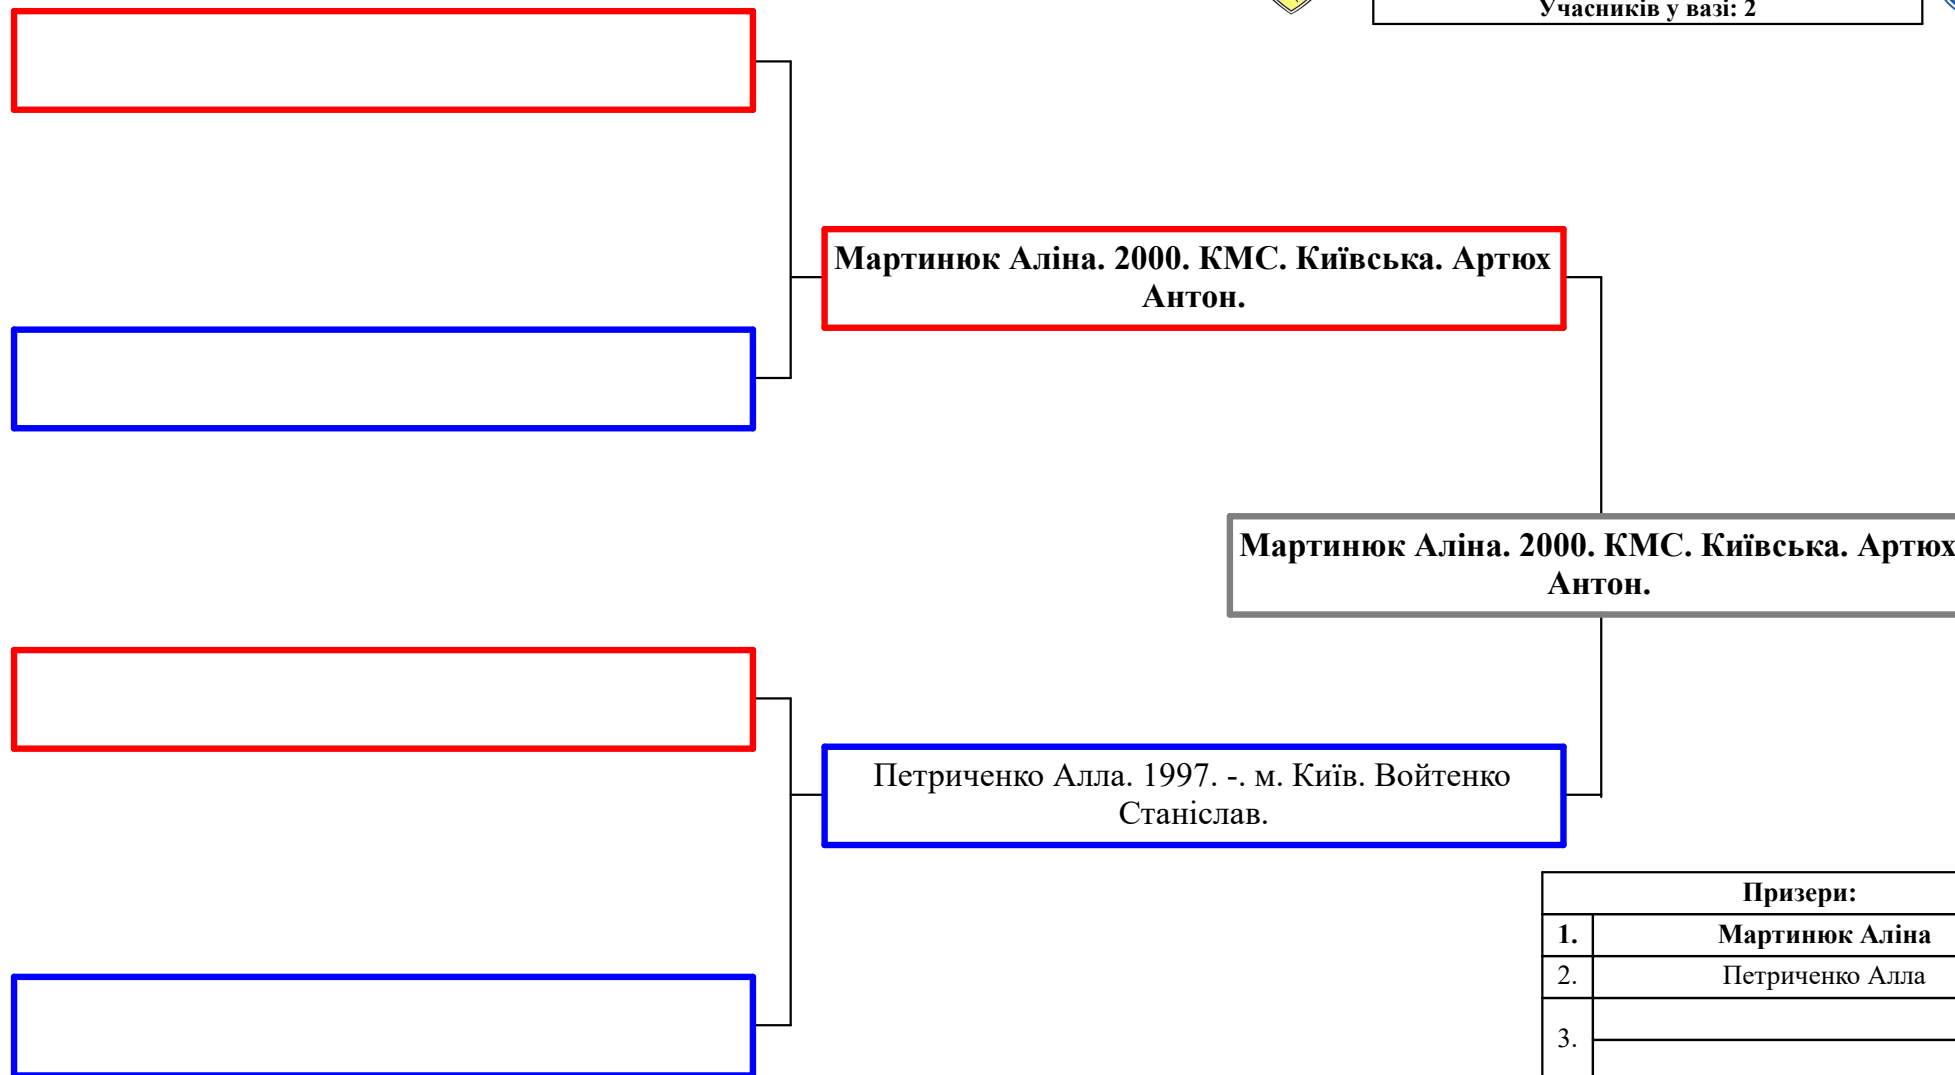 Учасників у вазі: 2
Мартинюк Аліна. 2000. КМС. Київська. Артюх
Антон.
Мартинюк Аліна. 2000. КМС. Київська. Артюх
Антон.
Петриченко Алла. 1997. -. м. Київ. Войтенко
Станіслав.
Призери:
1. Мартинюк Аліна
2. Петриченко Алла
3.